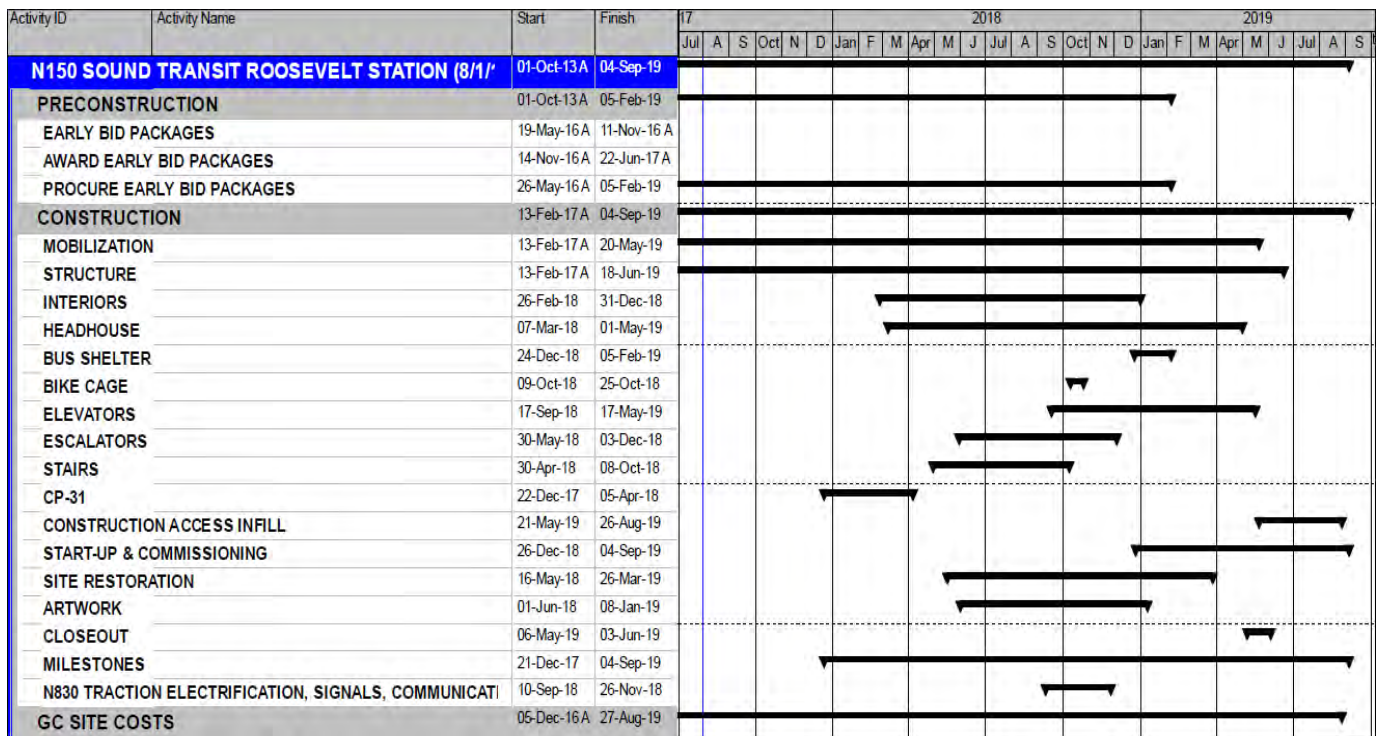 Activity ID Activity Name Start Finish 17 2018 2019
Jul A S Oct N D Jan F M Apr M J Jul A S Oct N D Jan F M Apr M J Jul A S
N150 SOUND TRANSIT ROOSEVELT STATION (8/1/ 01-Oct-13 A 04-Sep-19
PRECONSTRUCTION 01-Oct-13 A 05-Feb-19
EARLY BID PACKAGES 19-May-16 A 11-Nov-16 A
AWARD EARLY BID PACKAGES 14-Nov-16 A 22-Jun-17 A
PROCURE EARLY BID PACKAGES 26-May-16 A 05-Feb-19
CONSTRUCTION 13-Feb-17 A 04-Sep-19
MOBILIZATION 13-Feb-17 A 20-May-19
STRUCTURE 13-Feb-17 A 18-Jun-19
INTERIORS 26-Feb-18 31-Dec-18
HEADHOUSE 07-Mar-18 01-May-19
BUS SHELTER 24-Dec-18 05-Feb-19
BIKE CAGE 09-Oct-18 25-Oct-18
ELEVATORS 17-Sep-18 17-May-19
ESCALATORS 30-May-18 03-Dec-18
STAIRS 30-Apr-18 08-Oct-18
CP-31 22-Dec-17 05-Apr-18
CONSTRUCTION ACCESS INFILL 21-May-19 26-Aug-19
START-UP & COMMISSIONING 26-Dec-18 04-Sep-19
SITE RESTORATION 16-May-18 26-Mar-19
ARTWORK 01-Jun-18 08-Jan-19
CLOSEOUT 06-May-19 03-Jun-19
MILESTONES 21-Dec-17 04-Sep-19
N830 TRACTION ELECTRIFICATION, SIGNALS, COMMUNICATI 10-Sep-18 26-Nov-18
GC SITE COSTS 05-Dec-16 A 27-Aug-19